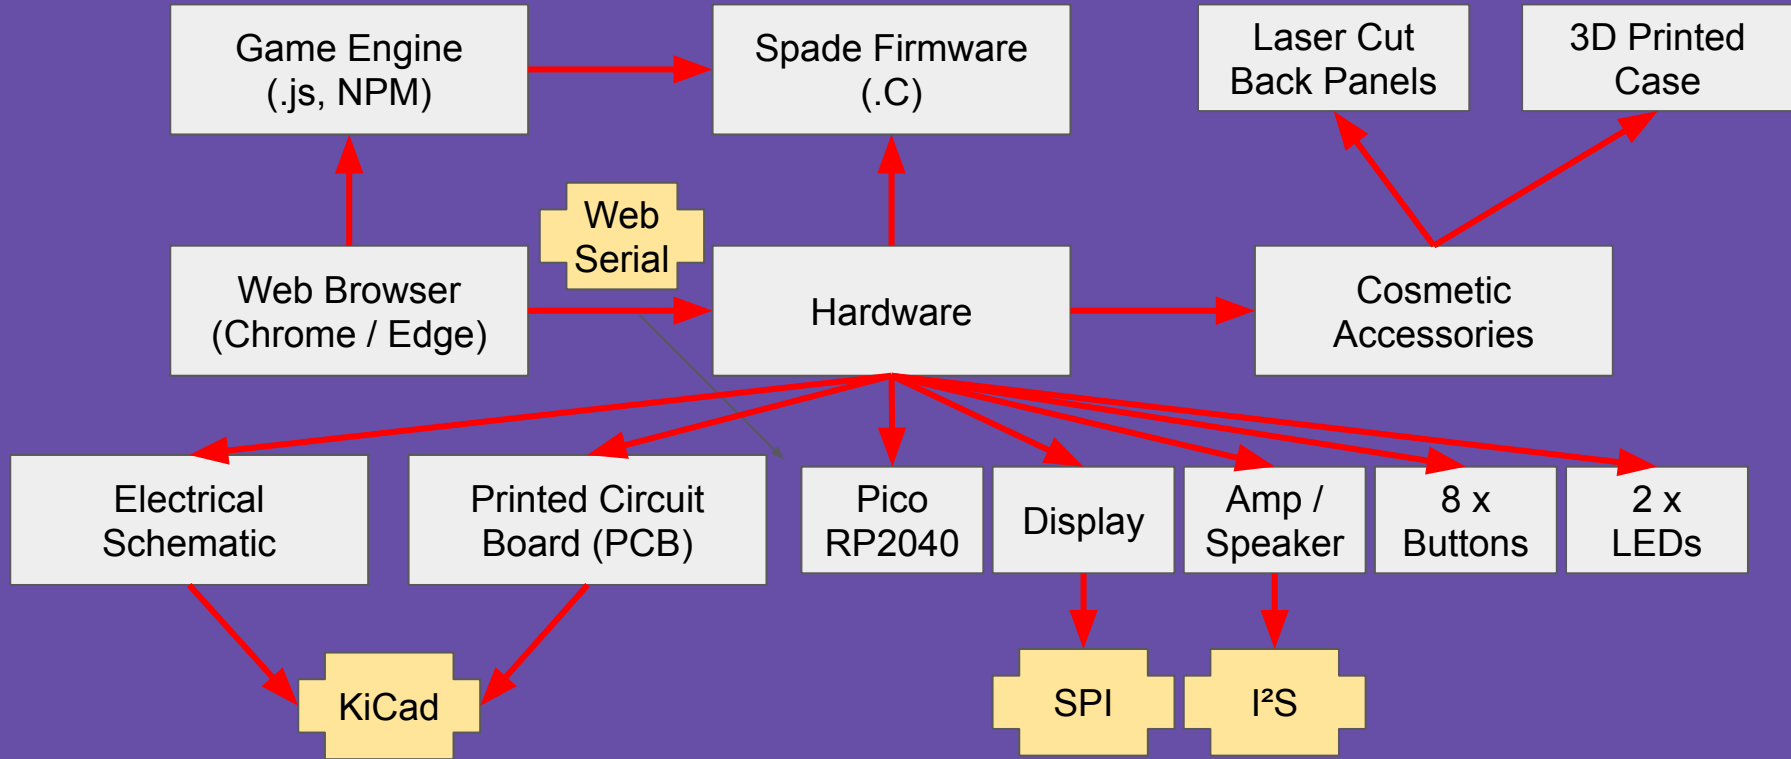 Game Engine
(.js, NPM)
Spade Firmware
(.C)
Laser Cut
Back Panels
3D Printed
Case
Web
Serial
Web Browser
(Chrome / Edge)
Hardware
Cosmetic
Accessories
Electrical
Schematic
Printed Circuit
Board (PCB)
Pico
RP2040
Display
Amp /
Speaker
8 x
Buttons
2 x
LEDs
KiCad
SPI
I²S